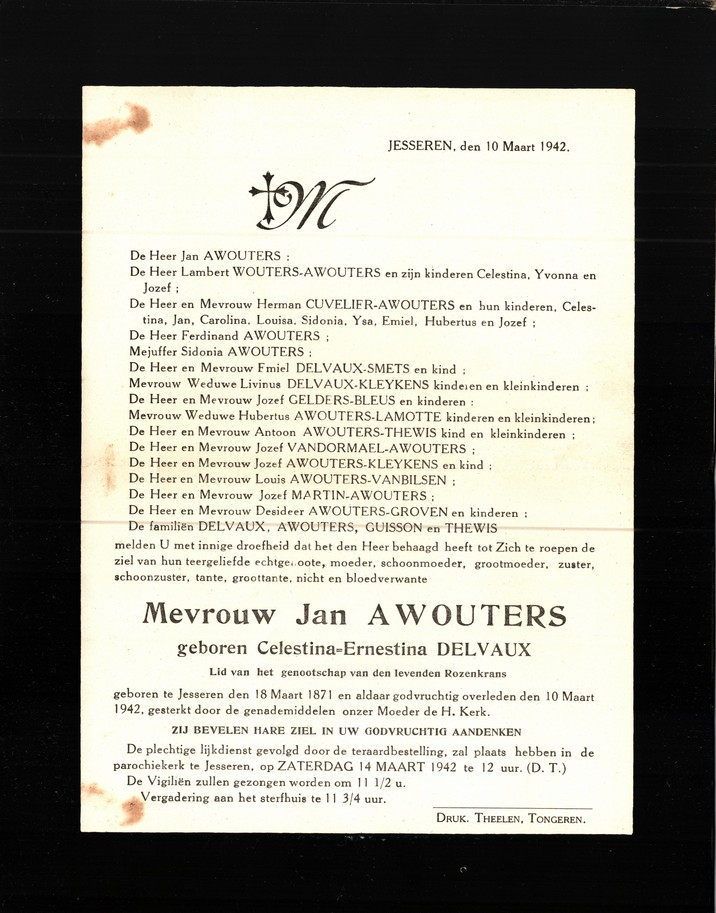 JESSEREN, den 10 Maart 1942.
M
De Heer Jan AWOUTERS ;
De Heer Lambert WOUTERS-AWOUTERS en zijn kinderen Celestina, Yvonna en
Jozef ;
De Heer en Mevrouw Herman CUVELIER-AWOUTERS en hun kinderen, Celes-
tina, Jan, Carolina, Louisa, Sidonia, Ysa, Emiel, Hubertus en Jozef ;
De Heer Ferdinand AWOUTERS ;
Mejuffer Sidonia AWOUTERS ;
De Heer en Mevrouw Emiel DELVAUX-SMETS en kind ;
Mevrouw Weduwe Livinus DELVAUX-KLEYKENS kinderen en kleinkinderen ;
De Heer en Mevrouw Jozef GELDERS-BLEUS en kinderen :
Mevrouw Weduwe Hubertus AWOUTERS-LAMOTTE kinderen en kleinkinderen;
De Heer en Mevrouw Antoon AWOUTERS-THEWIS kind en kleinkinderen ;
De Heer en Mevrouw Jozef VANDORMAEL-AWOUTERS ;
De Heer en Mevrouw Jozef AWOUTERS-KLEYKENS en kind ;
De Heer en Mevrouw Louis AWOUTERS-VANBILSEN ;
De Heer en Mevrouw Jozef MARTIN-AWOUTERS ;
De Heer en Mevrouw Desideer AWOUTERS-GROVEN en kinderen ;
De familiën DELVAUX, AWOUTERS, GUISSON en THEWIS
melden U met innige droefheid dat het den Heer behaagd heeft tot Zich te roepen de
ziel van hun teergeliefde echtgenoote, moeder, schoonmoeder, grootmoeder, zuster,
schoonzuster, tante, groottante, nicht en bloedverwante
Mevrouw Jan AWOUTERS
geboren Celestina=Ernestina DELVAUX
Lid van het genootschap van den levenden Rozenkrans
geboren te Jesseren den 18 Maart 1871 en aldaar godvruchtig overleden den 10 Maart
1942, gesterkt door de genademiddelen onzer Moeder de H. Kerk.
ZIJ BEVELEN HARE ZIEL IN UW GODVRUCHTIG AANDENKEN
De plechtige lijkdienst gevolgd door de teraardbestelling, zal plaats hebben in de
parochiekerk te Jesseren, op ZATERDAG 14 MAART 1942 te 12 uur. (D. T.)
De Vigiliën zullen gezongen worden om 11 1/2 u.
Vergadering aan het sterfhuis te 11 3/4 uur.
DRUK. THEELEN, TONGEREN.